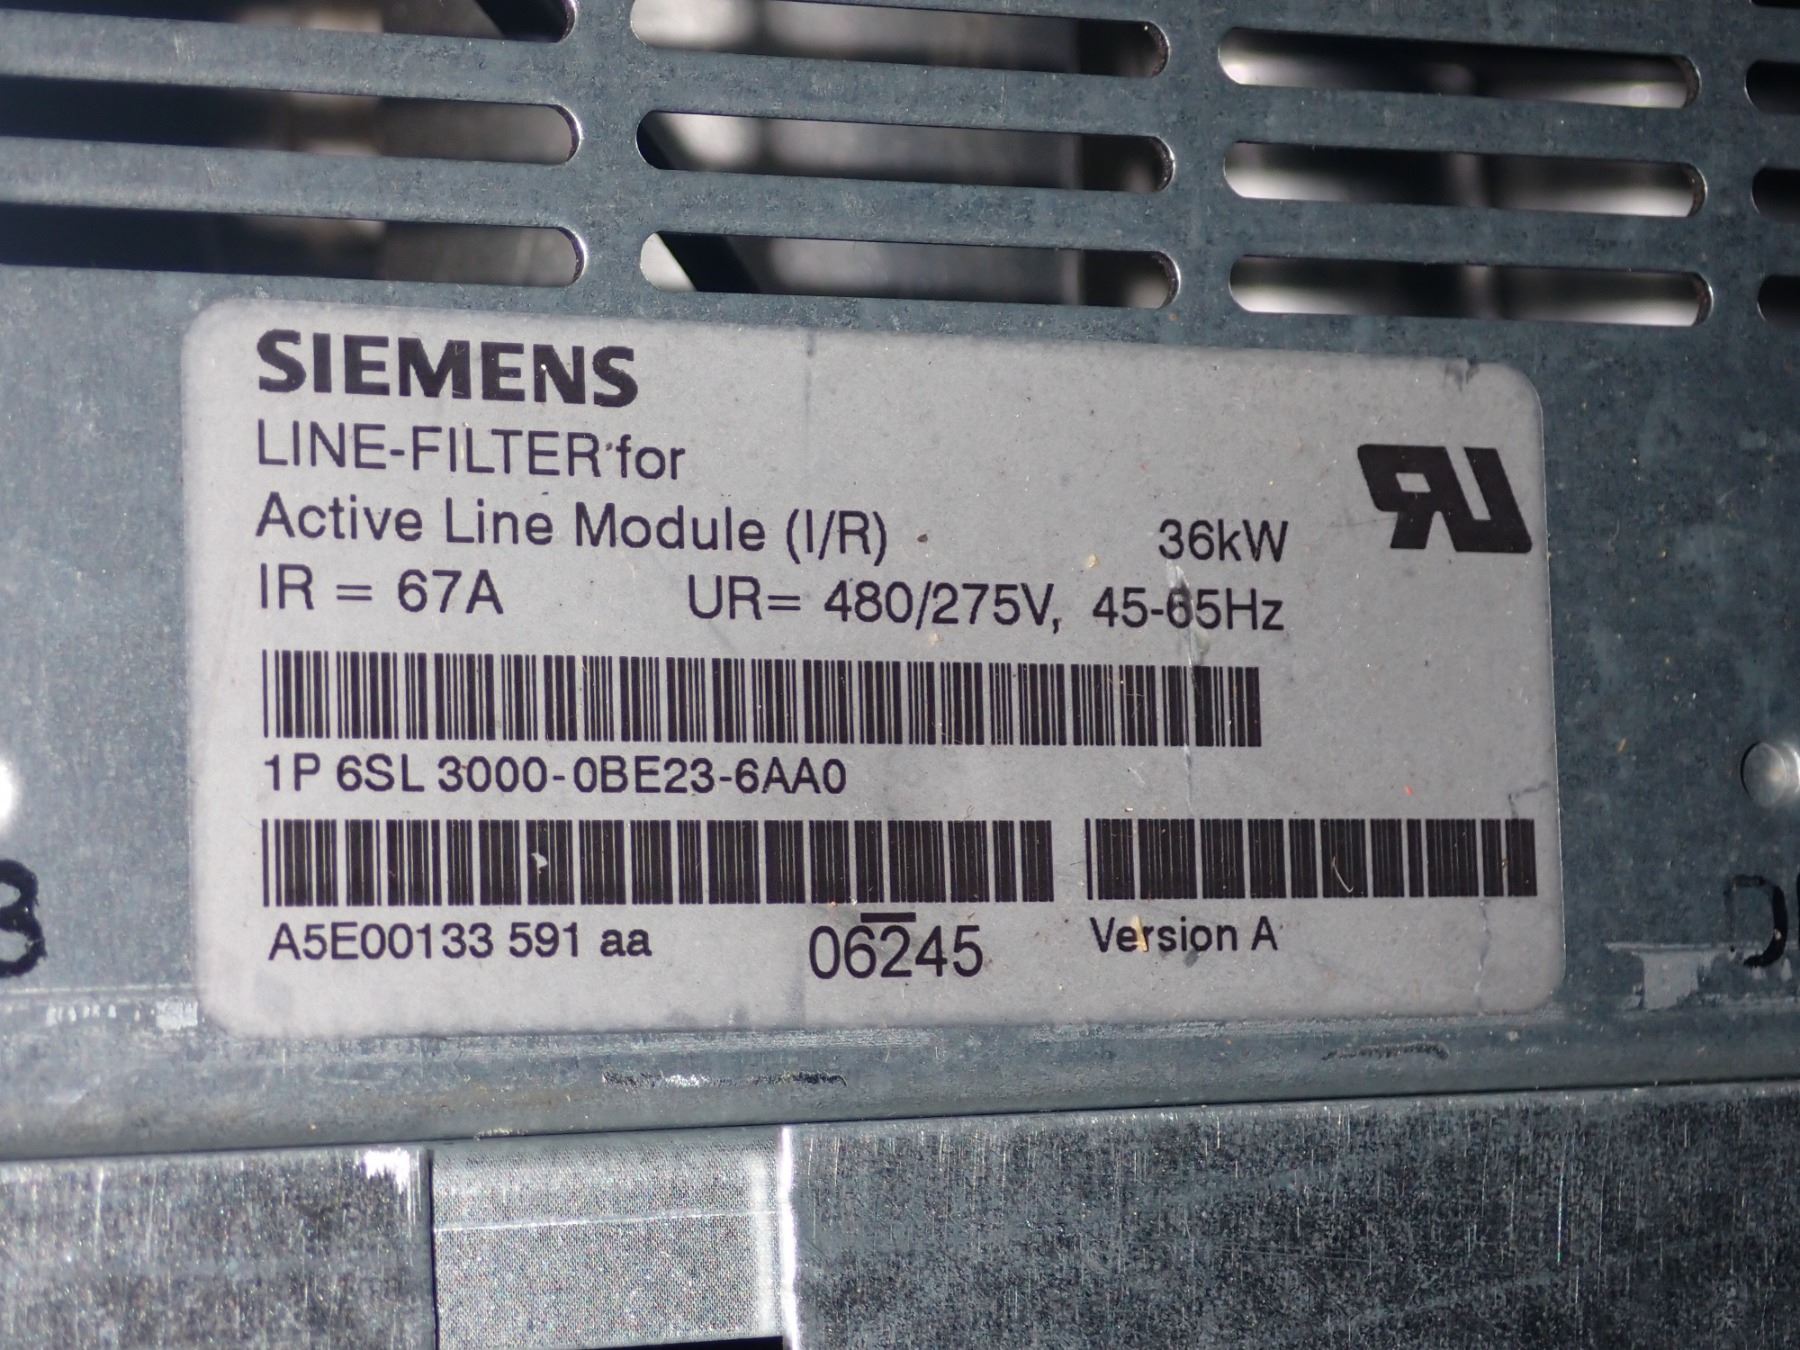 SIEMENS
LINE-FILTER for
Active Line Module (I/R) 36kW
IR = 67A UR= 480/275V, 45-65Hz
1P 6SL 3000-0BE23-6AA0
A5E00133 591 aa 06245 Version A